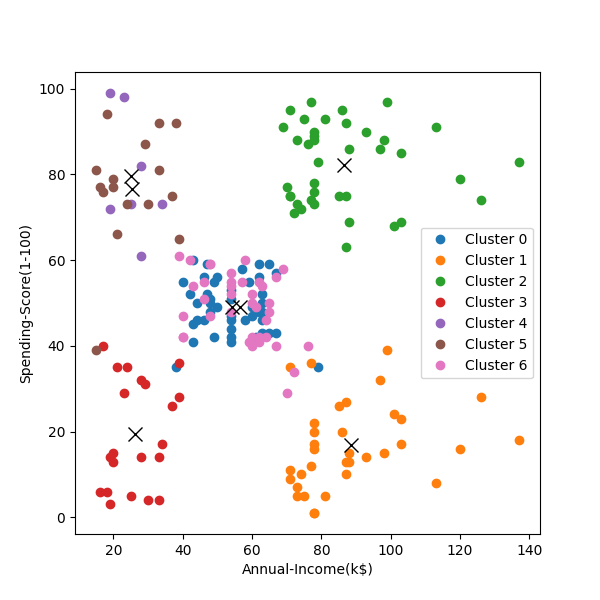 100
80
60
40
20
0
Spending-Score(1-100)
Cluster 0
Cluster 1
Cluster 2
Cluster 3
Cluster 4
Cluster 5
Cluster 6
20 40 60 80 100 120 140
Annual-Income(k$)